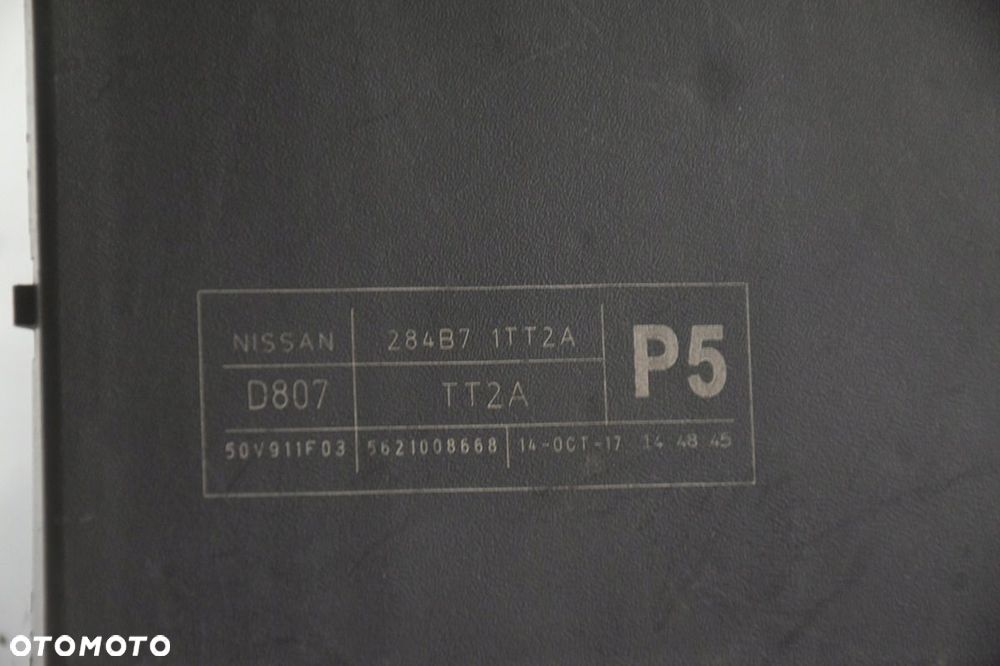 NISSAN 284B7 1TT2A P5
D807 TT2A
50V911F03 5621008668 14-OCT-17 14 48 45
OTOMOTO